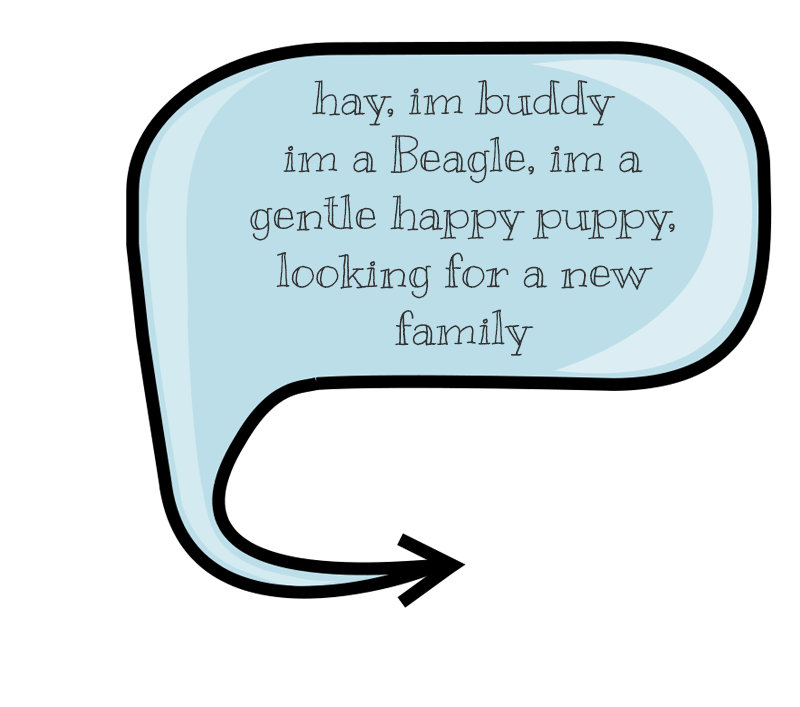 hay, im buddy
im a Beagle, im a
gentle happy puppy,
looking for a new
family